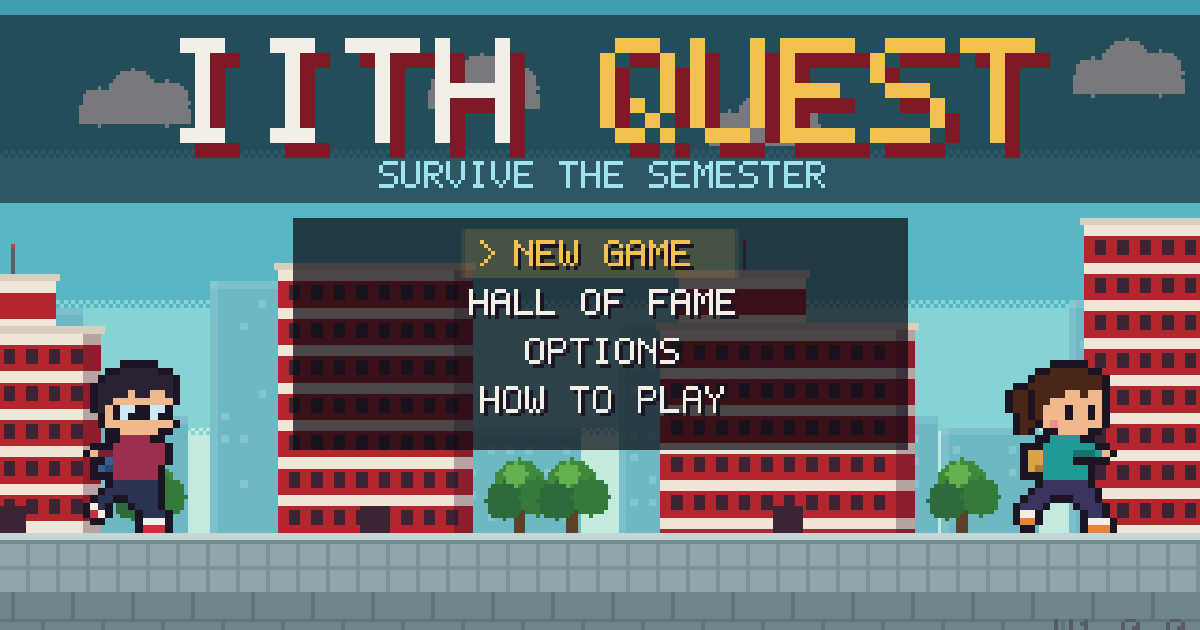 IITH QUEST
SURVIVE THE SEMESTER
> NEW GAME
HALL OF FAME
OPTIONS
HOW TO PLAY